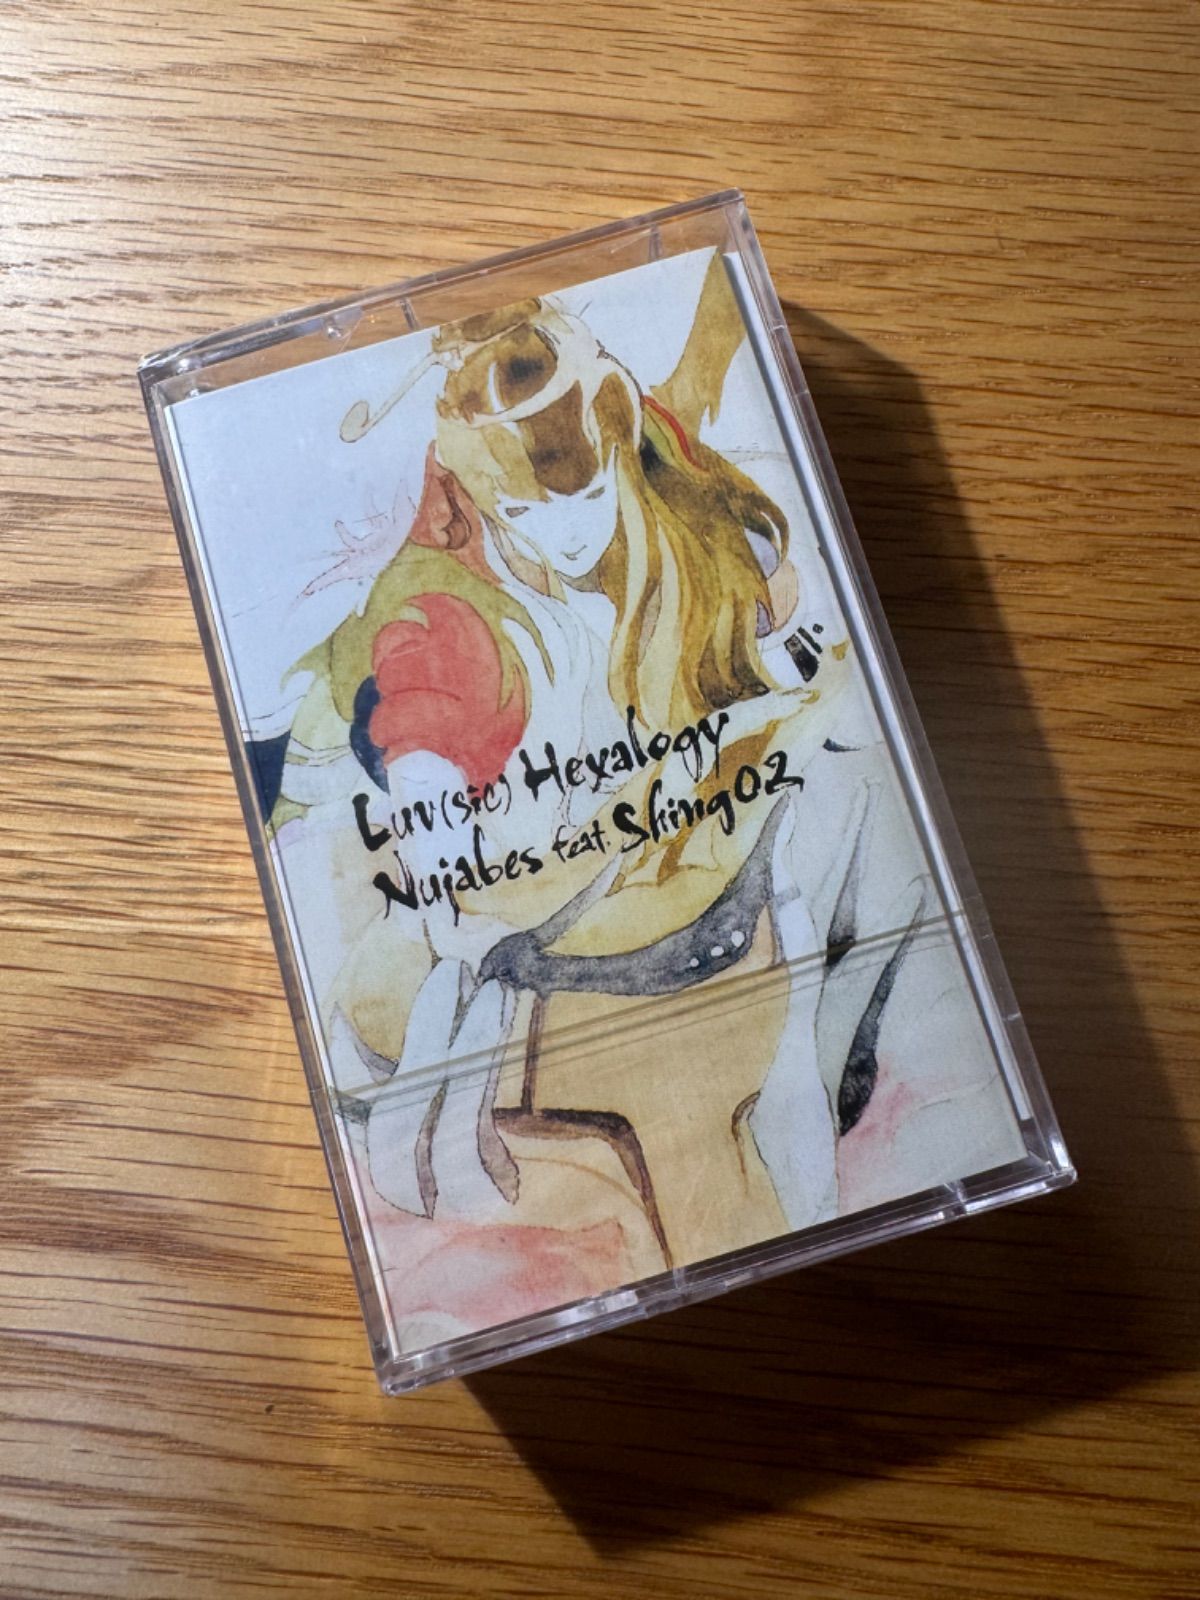 Luv(sic) Hexalogy
Nujabes feat. Shing02